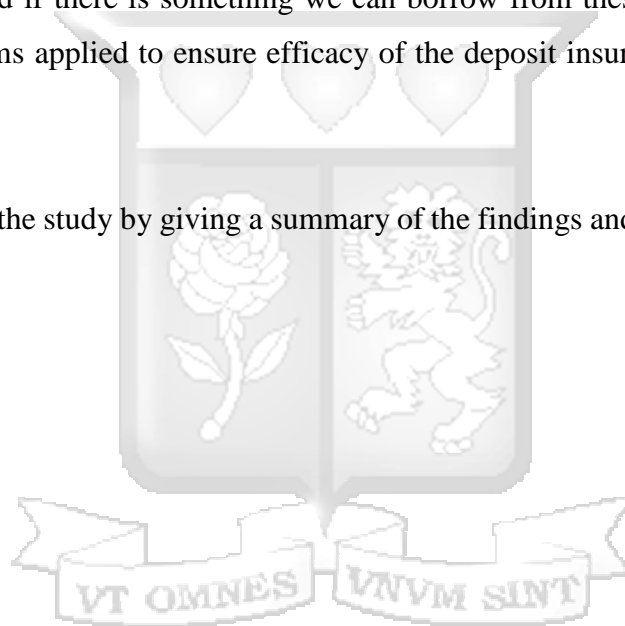 d if there is something we can borrow from thes
ms applied to ensure efficacy of the deposit insur
the study by giving a summary of the findings and
VT OMNES VNVM SINT